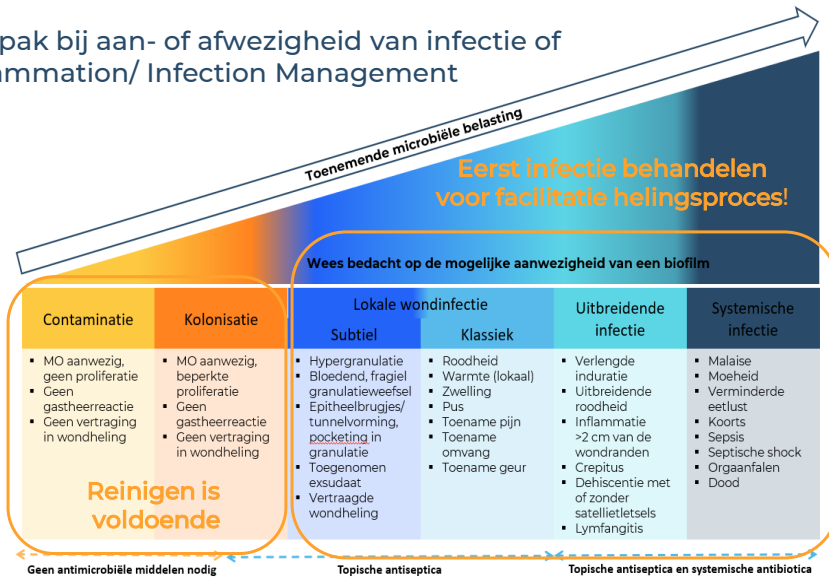 pak bij aan- of afwezigheid van infectie of
ammation/ Infection Management
Toenemende microbiële belasting
Eerst infectie behandelen
voor facilitatie helingsproces!
Wees bedacht op de mogelijke aanwezigheid van een biofilm
Contaminatie
▪ MO aanwezig,
geen proliferatie
▪ Geen
gastheerreactie
▪ Geen vertraging
in wondheling
Kolonisatie
▪ MO aanwezig,
beperkte
proliferatie
▪ Geen
gastheerreactie
▪ Geen vertraging
in wondheling
Reinigen is
voldoende
Lokale wondinfectie
Subtiel
▪ Hypergranulatie
▪ Bloedend, fragiel
granulatieweefsel
▪ Epitheelbrugjes/
tunnelvorming,
pocketing in
granulatie
▪ Toegenomen
exsudaat
▪ Vertraagde
wondheling
Klassiek
▪ Roodheid
▪ Warmte (lokaal)
▪ Zwelling
▪ Pus
▪ Toename pijn
▪ Toename
omvang
▪ Toename geur
Uitbreidende
infectie
▪ Verlengde
induratie
▪ Uitbreidende
roodheid
▪ Inflammatie
>2 cm van de
wondranden
▪ Crepitus
▪ Dehiscentie met
of zonder
satellietletsels
▪ Lymfangitis
Systemische
infectie
▪ Malaise
▪ Moeheid
▪ Verminderde
eetlust
▪ Koorts
▪ Sepsis
▪ Septische shock
▪ Orgaanfalen
▪ Dood
Geen antimicrobiële middelen nodig
Topische antiseptica
Topische antiseptica en systemische antibiotica